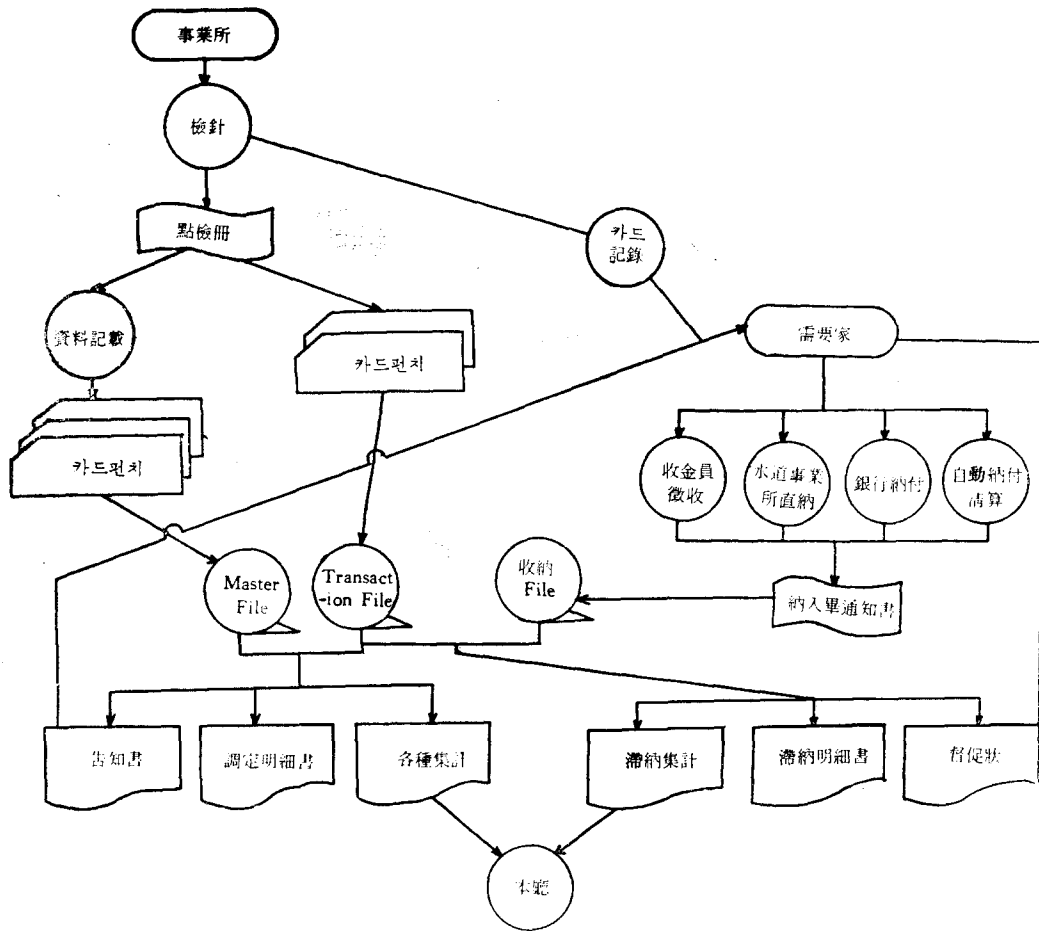 事業所
檢針
點檢冊
카드
記錄
資料記載
카드펀치
需要家
카드펀치
收金員
徵收
水道事業
所直納
銀行納付
自動納付
淸算
Master
File
Transact
-ion File
收納
File
納入畢通知書
告知書
調定明細書
各種集計
滯納集計
滯納明細書
督促狀
本廳